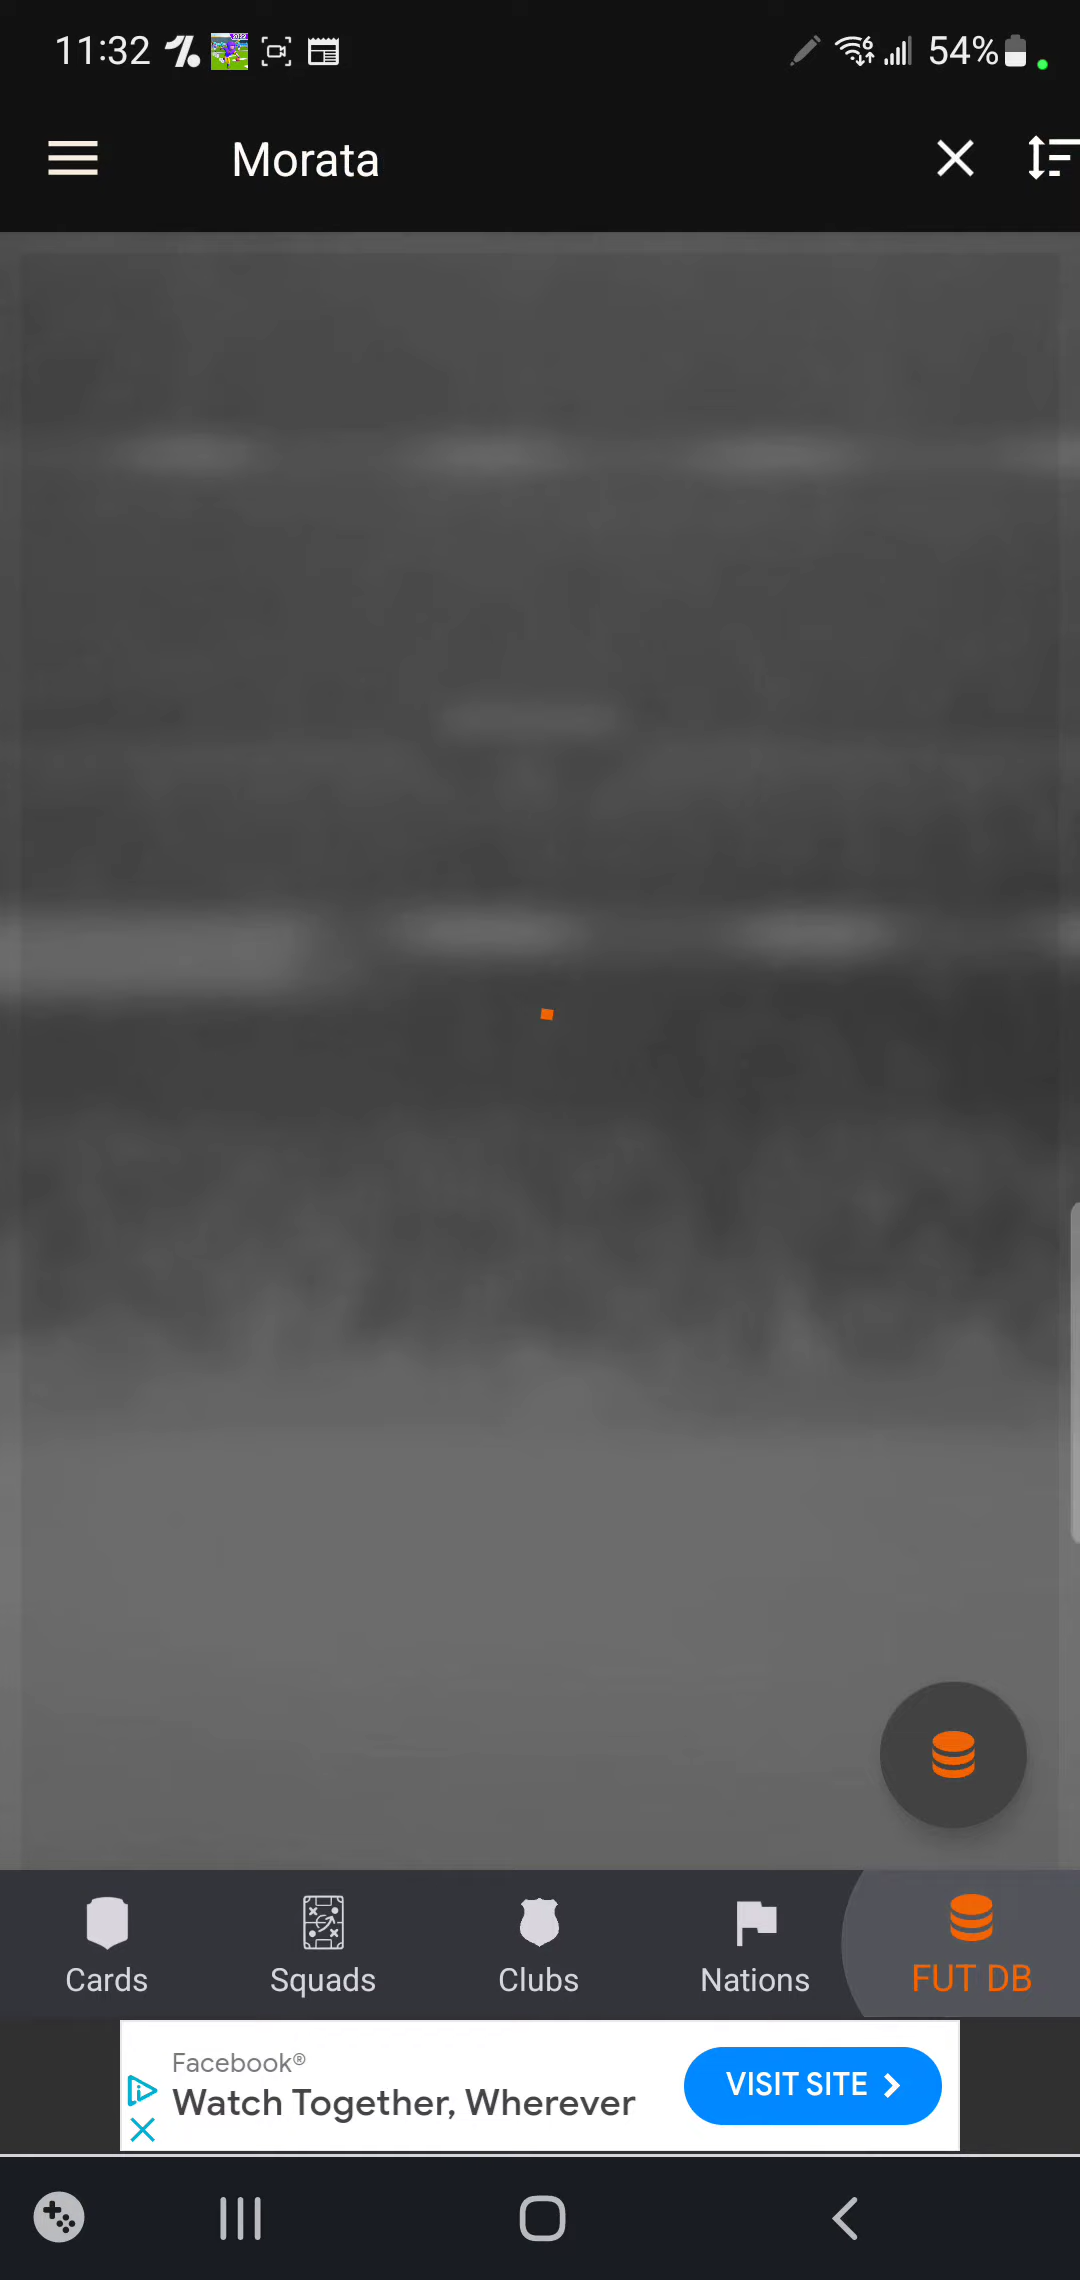 11:32
54%
Morata
Cards
Squads
Clubs
Nations
FUT DB
Facebook®
Watch Together, Wherever
VISIT SITE